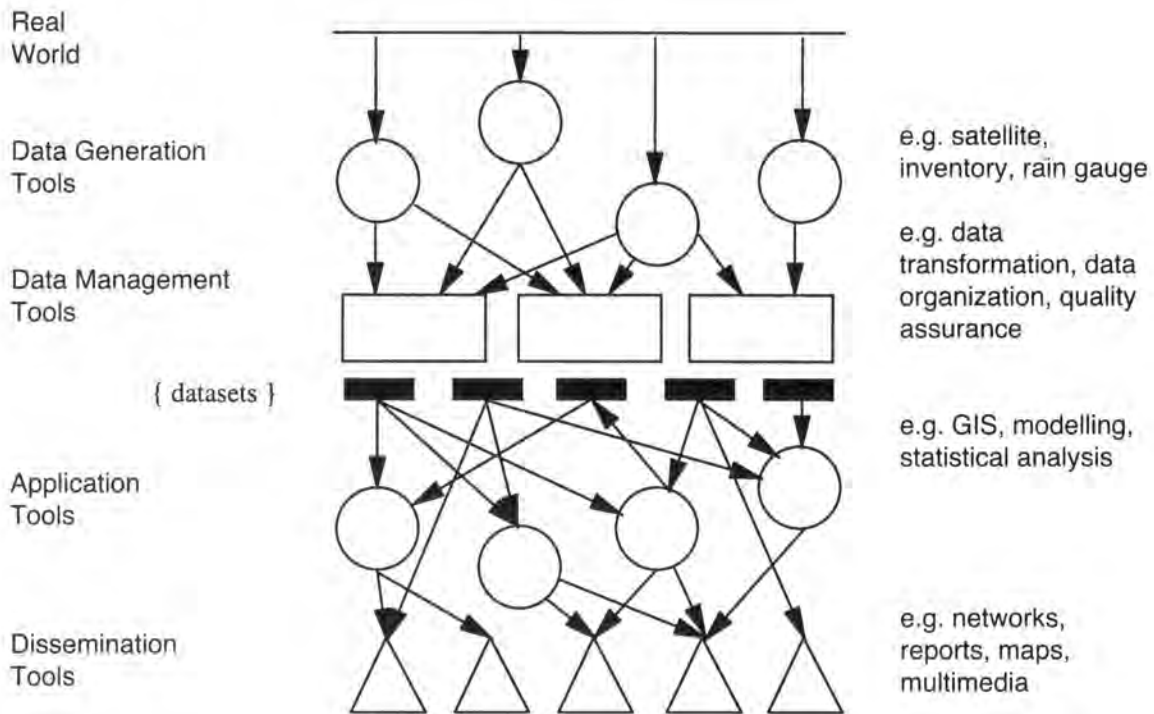 Real
World
Data Generation
Tools
e.g. satellite,
inventory, rain gauge
Data Management
Tools
e.g. data
transformation, data
organization, quality
assurance
{ datasets }
e.g. GIS, modelling,
statistical analysis
Application
Tools
Dissemination
Tools
e.g. networks,
reports, maps,
multimedia